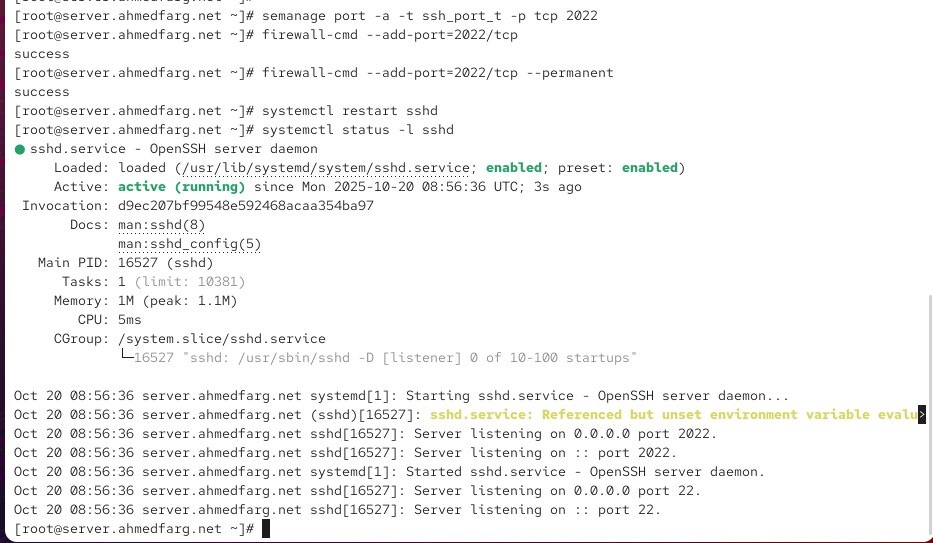 [root@server.ahmedfarg.net ~]# semanage port -a -t ssh_port_t -p tcp 2022
[root@server.ahmedfarg.net ~]# firewall-cmd --add-port=2022/tcp
success
[root@server.ahmedfarg.net ~]# firewall-cmd --add-port=2022/tcp --permanent
success
[root@server.ahmedfarg.net ~]# systemctl restart sshd
[root@server.ahmedfarg.net ~]# systemctl status -l sshd
● sshd.service - OpenSSH server daemon
     Loaded: loaded (/usr/lib/systemd/system/sshd.service; enabled; preset: enabled)
     Active: active (running) since Mon 2025-10-20 08:56:36 UTC; 3s ago
 Invocation: d9ec207bf99548e592468acaa354ba97
       Docs: man:sshd(8)
             man:sshd_config(5)
   Main PID: 16527 (sshd)
      Tasks: 1 (limit: 10381)
     Memory: 1M (peak: 1.1M)
        CPU: 5ms
     CGroup: /system.slice/sshd.service
             └─16527 "sshd: /usr/sbin/sshd -D [listener] 0 of 10-100 startups"
Oct 20 08:56:36 server.ahmedfarg.net systemd[1]: Starting sshd.service - OpenSSH server daemon...
Oct 20 08:56:36 server.ahmedfarg.net (sshd)[16527]: sshd.service: Referenced but unset environment variable evalu>
Oct 20 08:56:36 server.ahmedfarg.net sshd[16527]: Server listening on 0.0.0.0 port 2022.
Oct 20 08:56:36 server.ahmedfarg.net sshd[16527]: Server listening on :: port 2022.
Oct 20 08:56:36 server.ahmedfarg.net systemd[1]: Started sshd.service - OpenSSH server daemon.
Oct 20 08:56:36 server.ahmedfarg.net sshd[16527]: Server listening on 0.0.0.0 port 22.
Oct 20 08:56:36 server.ahmedfarg.net sshd[16527]: Server listening on :: port 22.
[root@server.ahmedfarg.net ~]#